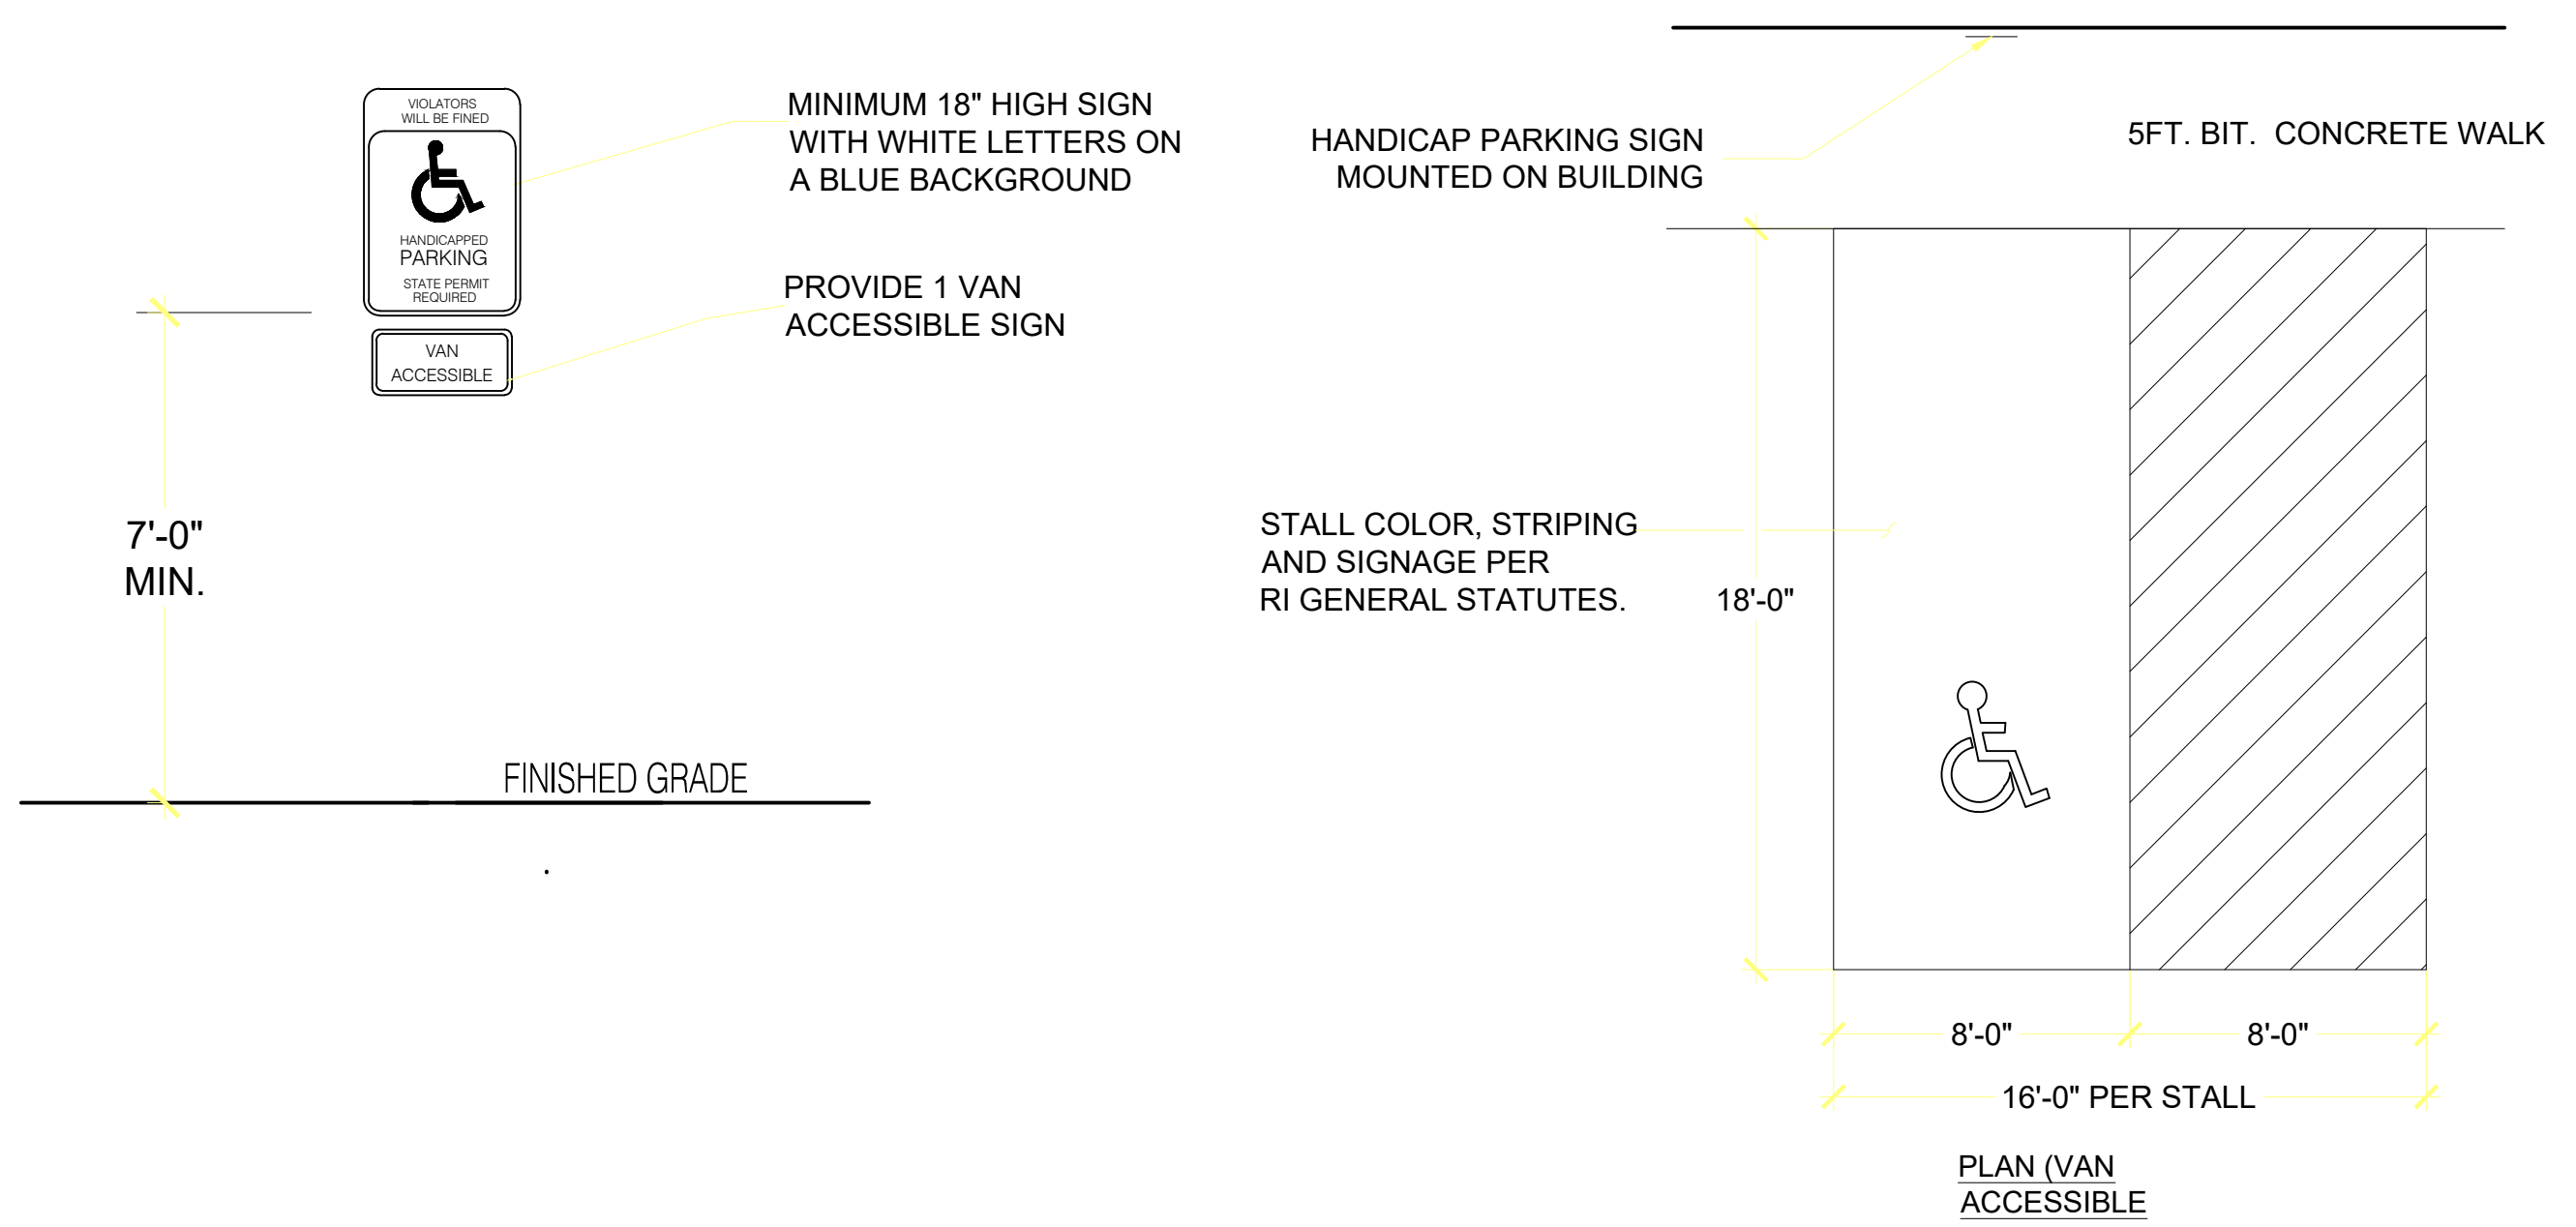 VIOLATORS
WILL BE FINED
HANDICAPPED
PARKING
STATE PERMIT
REQUIRED
VAN
ACCESSIBLE
MINIMUM 18" HIGH SIGN
WITH WHITE LETTERS ON
A BLUE BACKGROUND
PROVIDE 1 VAN
ACCESSIBLE SIGN
7'-0"
MIN.
FINISHED GRADE
HANDICAP PARKING SIGN
MOUNTED ON BUILDING
5FT. BIT. CONCRETE WALK
STALL COLOR, STRIPING
AND SIGNAGE PER
RI GENERAL STATUTES.
18'-0"
8'-0"
8'-0"
16'-0" PER STALL
PLAN (VAN
ACCESSIBLE